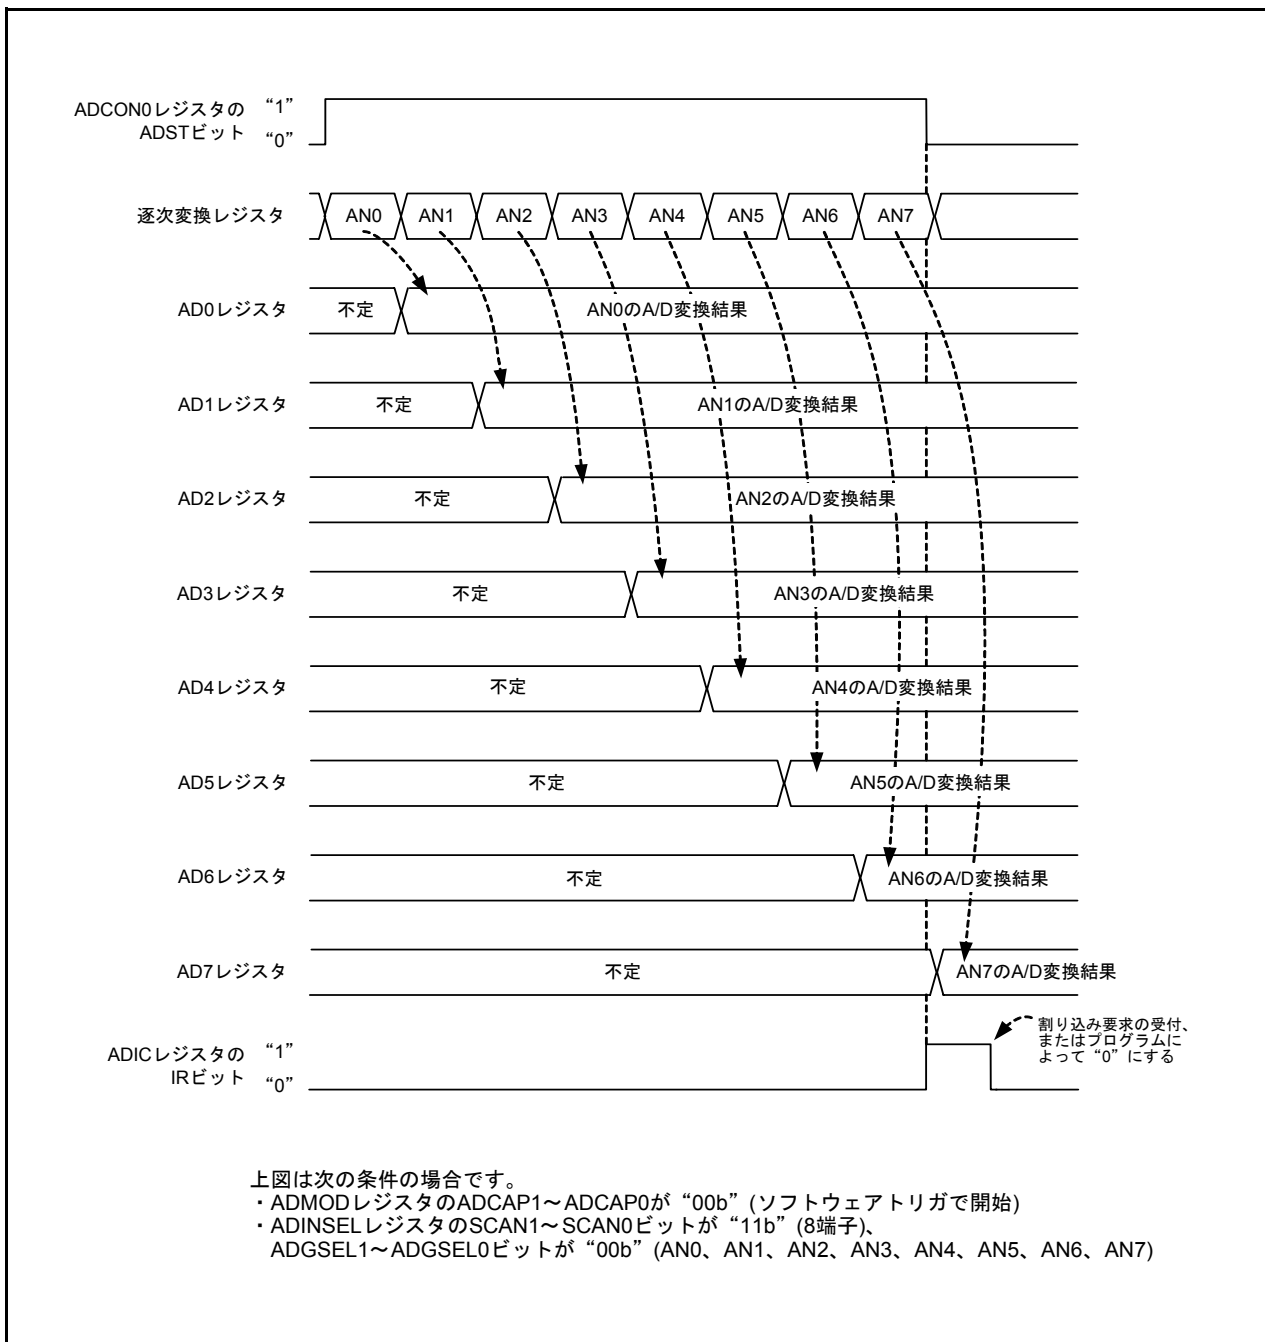 ADCON0レジスタの “1”
ADSTビット “0”
逐次変換レジスタ AN0 AN1 AN2 AN3 AN4 AN5 AN6 AN7
AD0レジスタ 不定 AN0のA/D変換結果
AD1レジスタ 不定 AN1のA/D変換結果
AD2レジスタ 不定 AN2のA/D変換結果
AD3レジスタ 不定 AN3のA/D変換結果
AD4レジスタ 不定 AN4のA/D変換結果
AD5レジスタ 不定 AN5のA/D変換結果
AD6レジスタ 不定 AN6のA/D変換結果
AD7レジスタ 不定 AN7のA/D変換結果
ADICレジスタの “1”
IRビット “0”
割り込み要求の受付、
またはプログラムに
よって“0”にする
上図は次の条件の場合です。
・ADMODレジスタのADCAP1～ADCAP0が“00b”(ソフトウェアトリガで開始)
・ADINSELレジスタのSCAN1～SCAN0ビットが“11b”(8端子)、
ADGSEL1～ADGSEL0ビットが“00b”(AN0、AN1、AN2、AN3、AN4、AN5、AN6、AN7)